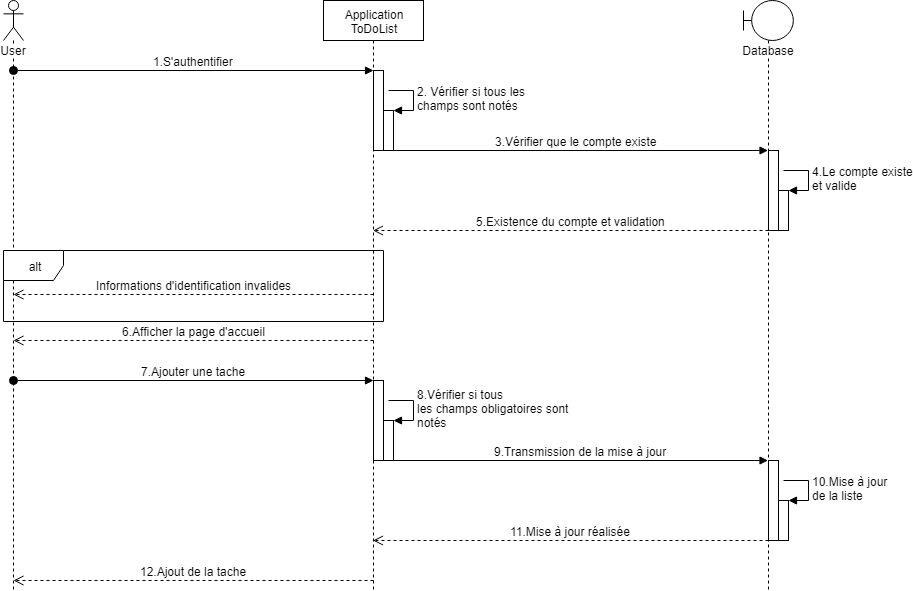 Application
ToDoList
User
Database
1.S'authentifier
2. Vérifier si tous les
champs sont notés
3.Vérifier que le compte existe
4.Le compte existe
et valide
5.Existence du compte et validation
alt
Informations d'identification invalides
6.Afficher la page d'accueil
7.Ajouter une tache
8.Vérifier si tous
les champs obligatoires sont
notés
9.Transmission de la mise à jour
10.Mise à jour
de la liste
11.Mise à jour réalisée
12.Ajout de la tache